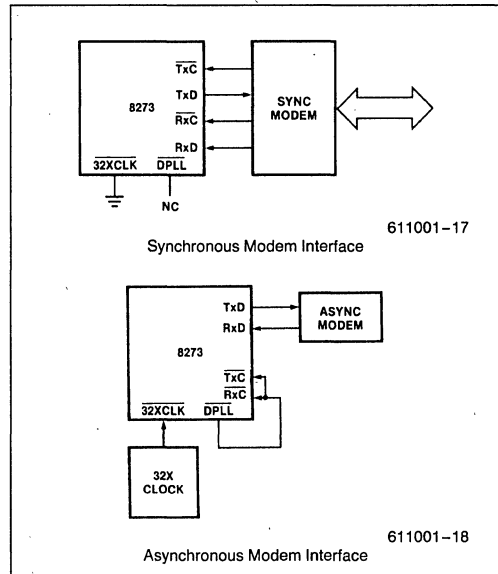 TxC
TxD
8273
RxC
RxD
32XCLK DPLL
SYNC
MODEM
NC
611001-17
Synchronous Modem Interface
TxD
RxD
ASYNC
MODEM
8273
TxC
RxC
32XCLK DPLL
32X
CLOCK
611001-18
Asynchronous Modem Interface